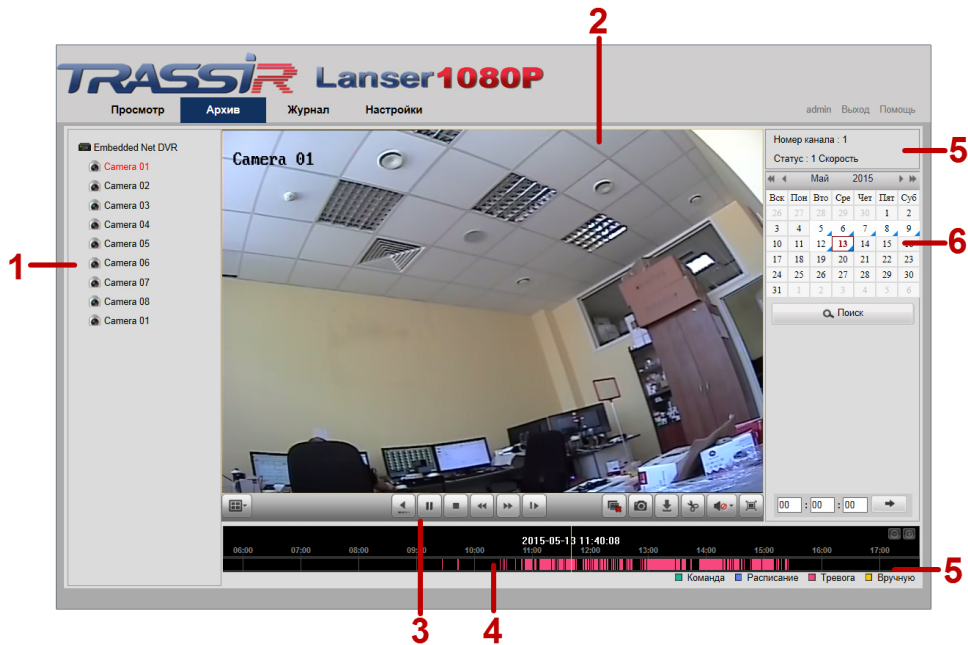 2
TRASSIR Lanser1080P
Просмотр Архив Журнал Настройки admin Выход Помощь
Embedded Net DVR
Camera 01
Camera 02
Camera 03
Camera 04
Camera 05
Camera 06
Camera 07
Camera 08
Camera 01
1
Camera 01
Номер канала : 1
Статус : 1 Скорость
5
Май 2015
Вск Пон Вто Сре Чет Пят Суб
26 27 28 29 30 1 2
3 4 5 6 7 8 9
10 11 12 13 14 15 16
17 18 19 20 21 22 23
24 25 26 27 28 29 30
31 1 2 3 4 5 6
6
Поиск
00 : 00 : 00
2015-05-13 11:40:08
06:00 07:00 08:00 09:00 10:00 11:00 12:00 13:00 14:00 15:00 16:00 17:00
Команда Расписание Тревога Вручную
5
3 4